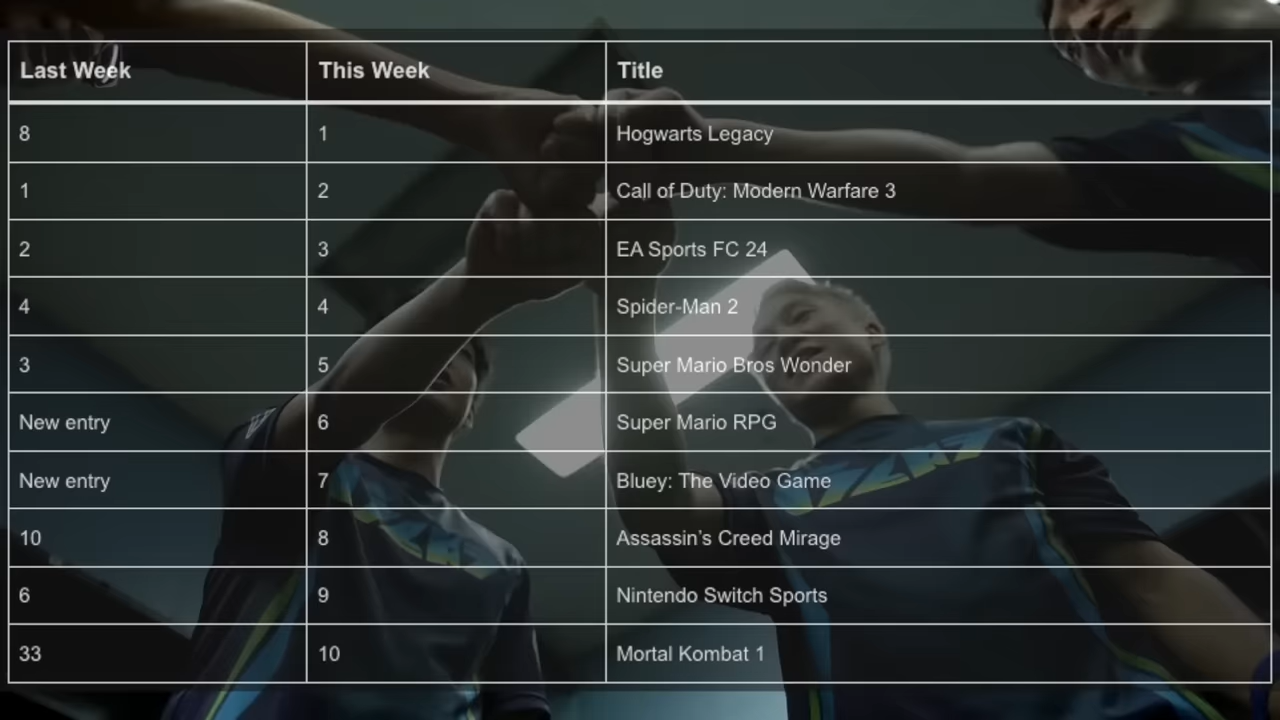 Last Week This Week Title
8 1 Hogwarts Legacy
1 2 Call of Duty: Modern Warfare 3
2 3 EA Sports FC 24
4 4 Spider-Man 2
3 5 Super Mario Bros Wonder
New entry 6 Super Mario RPG
New entry 7 Bluey: The Video Game
10 8 Assassin's Creed Mirage
6 9 Nintendo Switch Sports
33 10 Mortal Kombat 1